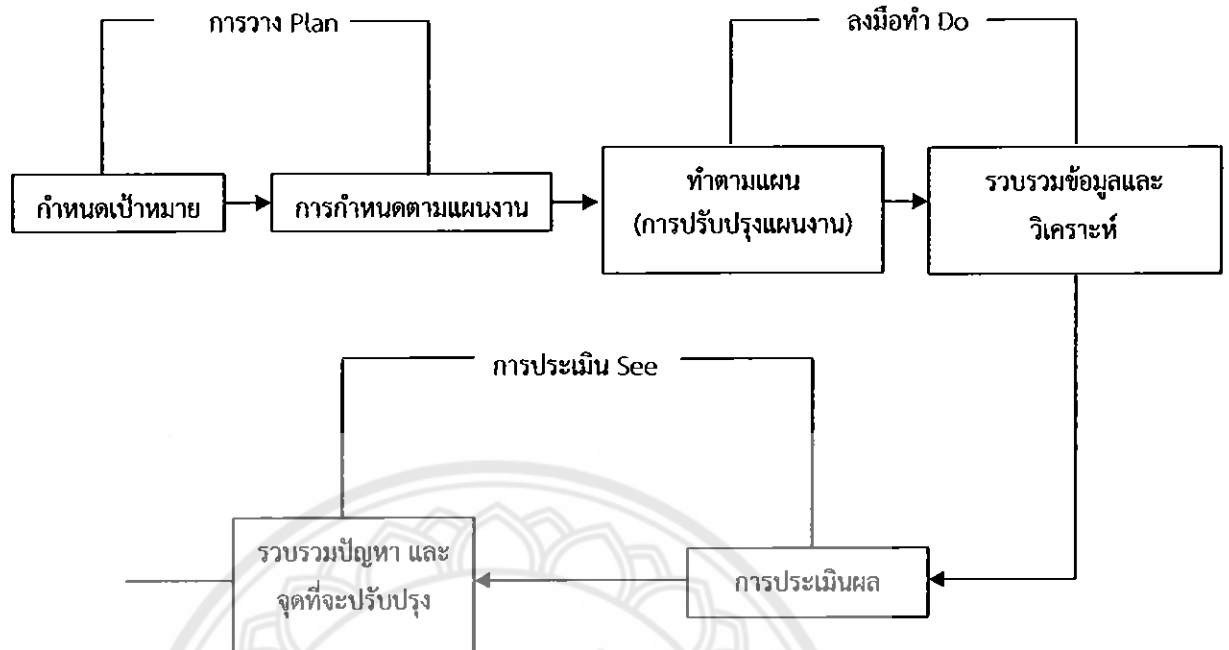 การวาง Plan
ลงมือทำ Do
กำหนดเป้าหมาย
การกำหนดตามแผนงาน
ทำตามแผน
(การปรับปรุงแผนงาน)
รวบรวมข้อมูลและ
วิเคราะห์
การประเมิน See
รวบรวมปัญหา และ
จุดที่จะปรับปรุง
การประเมินผล